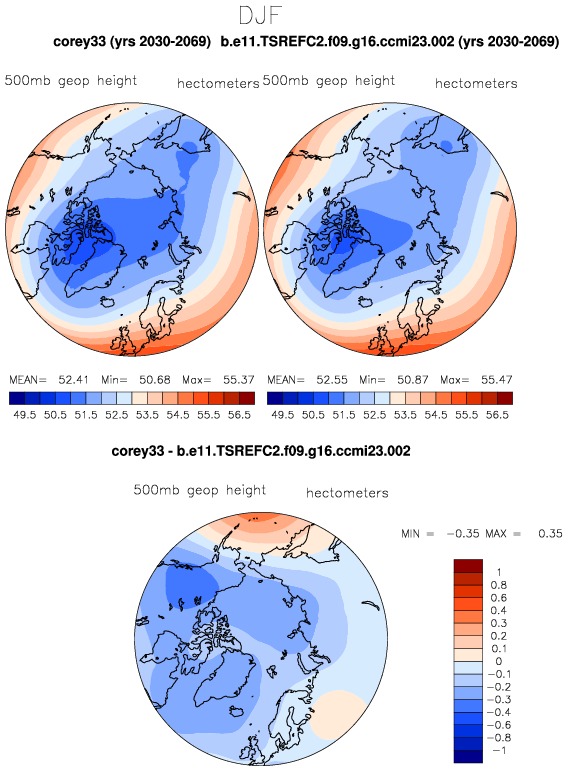 DJF
corey33 (yrs 2030-2069) b.e11.TSREFC2.f09.g16.ccmi23.002 (yrs 2030-2069)
500mb geop height hectometers 500mb geop height hectometers
MEAN= 52.41 Min= 50.68 Max= 55.37 MEAN= 52.55 Min= 50.87 Max= 55.47
49.5 50.5 51.5 52.5 53.5 54.5 55.5 56.5 49.5 50.5 51.5 52.5 53.5 54.5 55.5 56.5
corey33 - b.e11.TSREFC2.f09.g16.ccmi23.002
500mb geop height hectometers
MIN = -0.35 MAX = 0.35
1
0.8
0.6
0.4
0.3
0.2
0.1
0
-0.1
-0.2
-0.3
-0.4
-0.6
-0.8
-1